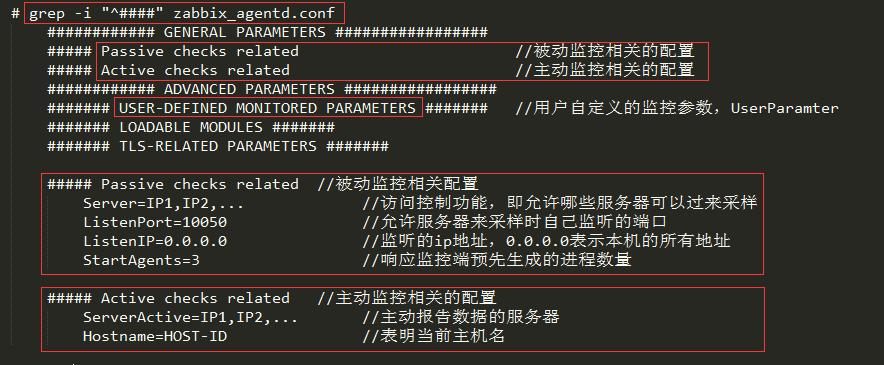 # grep -i "^####" zabbix_agentd.conf
############ GENERAL PARAMETERS #################
##### Passive checks related //被动监控相关的配置
##### Active checks related //主动监控相关的配置
############ ADVANCED PARAMETERS #################
####### USER-DEFINED MONITORED PARAMETERS ####### //用户自定义的监控参数，UserParamter
####### LOADABLE MODULES #######
####### TLS-RELATED PARAMETERS #######
##### Passive checks related //被动监控相关配置
Server=IP1,IP2,... //访问控制功能，即允许哪些服务器可以过来采样
ListenPort=10050 //允许服务器来采样时自己监听的端口
ListenIP=0.0.0.0 //监听的ip地址，0.0.0.0表示本机的所有地址
StartAgents=3 //响应监控端预先生成的进程数量
##### Active checks related //主动监控相关的配置
ServerActive=IP1,IP2,... //主动报告数据的服务器
Hostname=HOST-ID //表明当前主机名